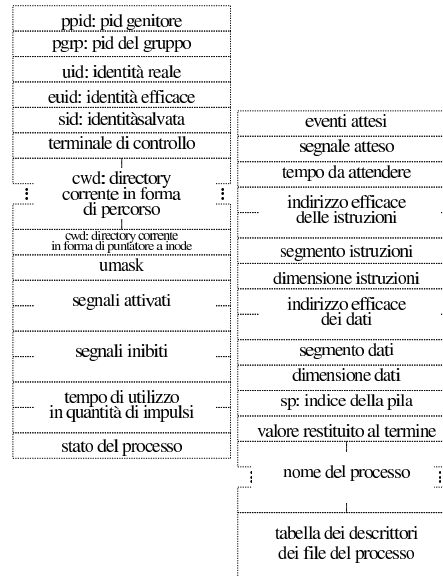 ppid: pid genitore
pgrp: pid del gruppo
uid: identità reale
euid: identità efficace
sid: identitàsalvata
terminale di controllo
cwd: directory
corrente in forma
di percorso
cwd: directory corrente
in forma di puntatore a inode
umask
segnali attivati
segnali inibiti
tempo di utilizzo
in quantità di impulsi
stato del processo
eventi attesi
segnale atteso
tempo da attendere
indirizzo efficace
delle istruzioni
segmento istruzioni
dimensione istruzioni
indirizzo efficace
dei dati
segmento dati
dimensione dati
sp: indice della pila
valore restituito al termine
nome del processo
tabella dei descrittori
dei file del processo